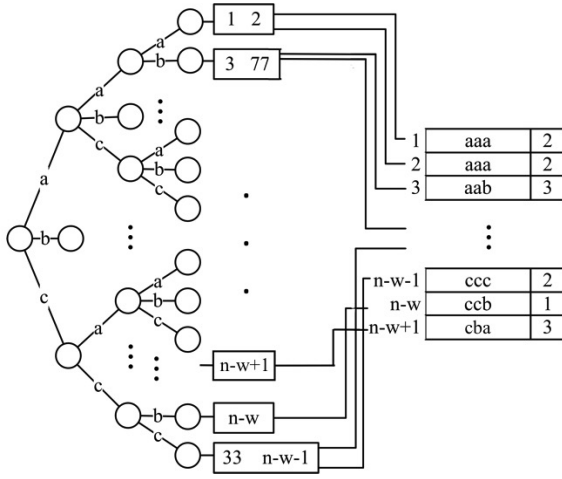 a 1 2
b 3 77
a
b
c
a
b
c
a
b
c
a
b
c
a
c
n-w+1
b n-w
c 33 n-w-1
1 aaa 2
2 aaa 2
3 aab 3
n-w-1 ccc 2
n-w ccb 1
n-w+1 cba 3